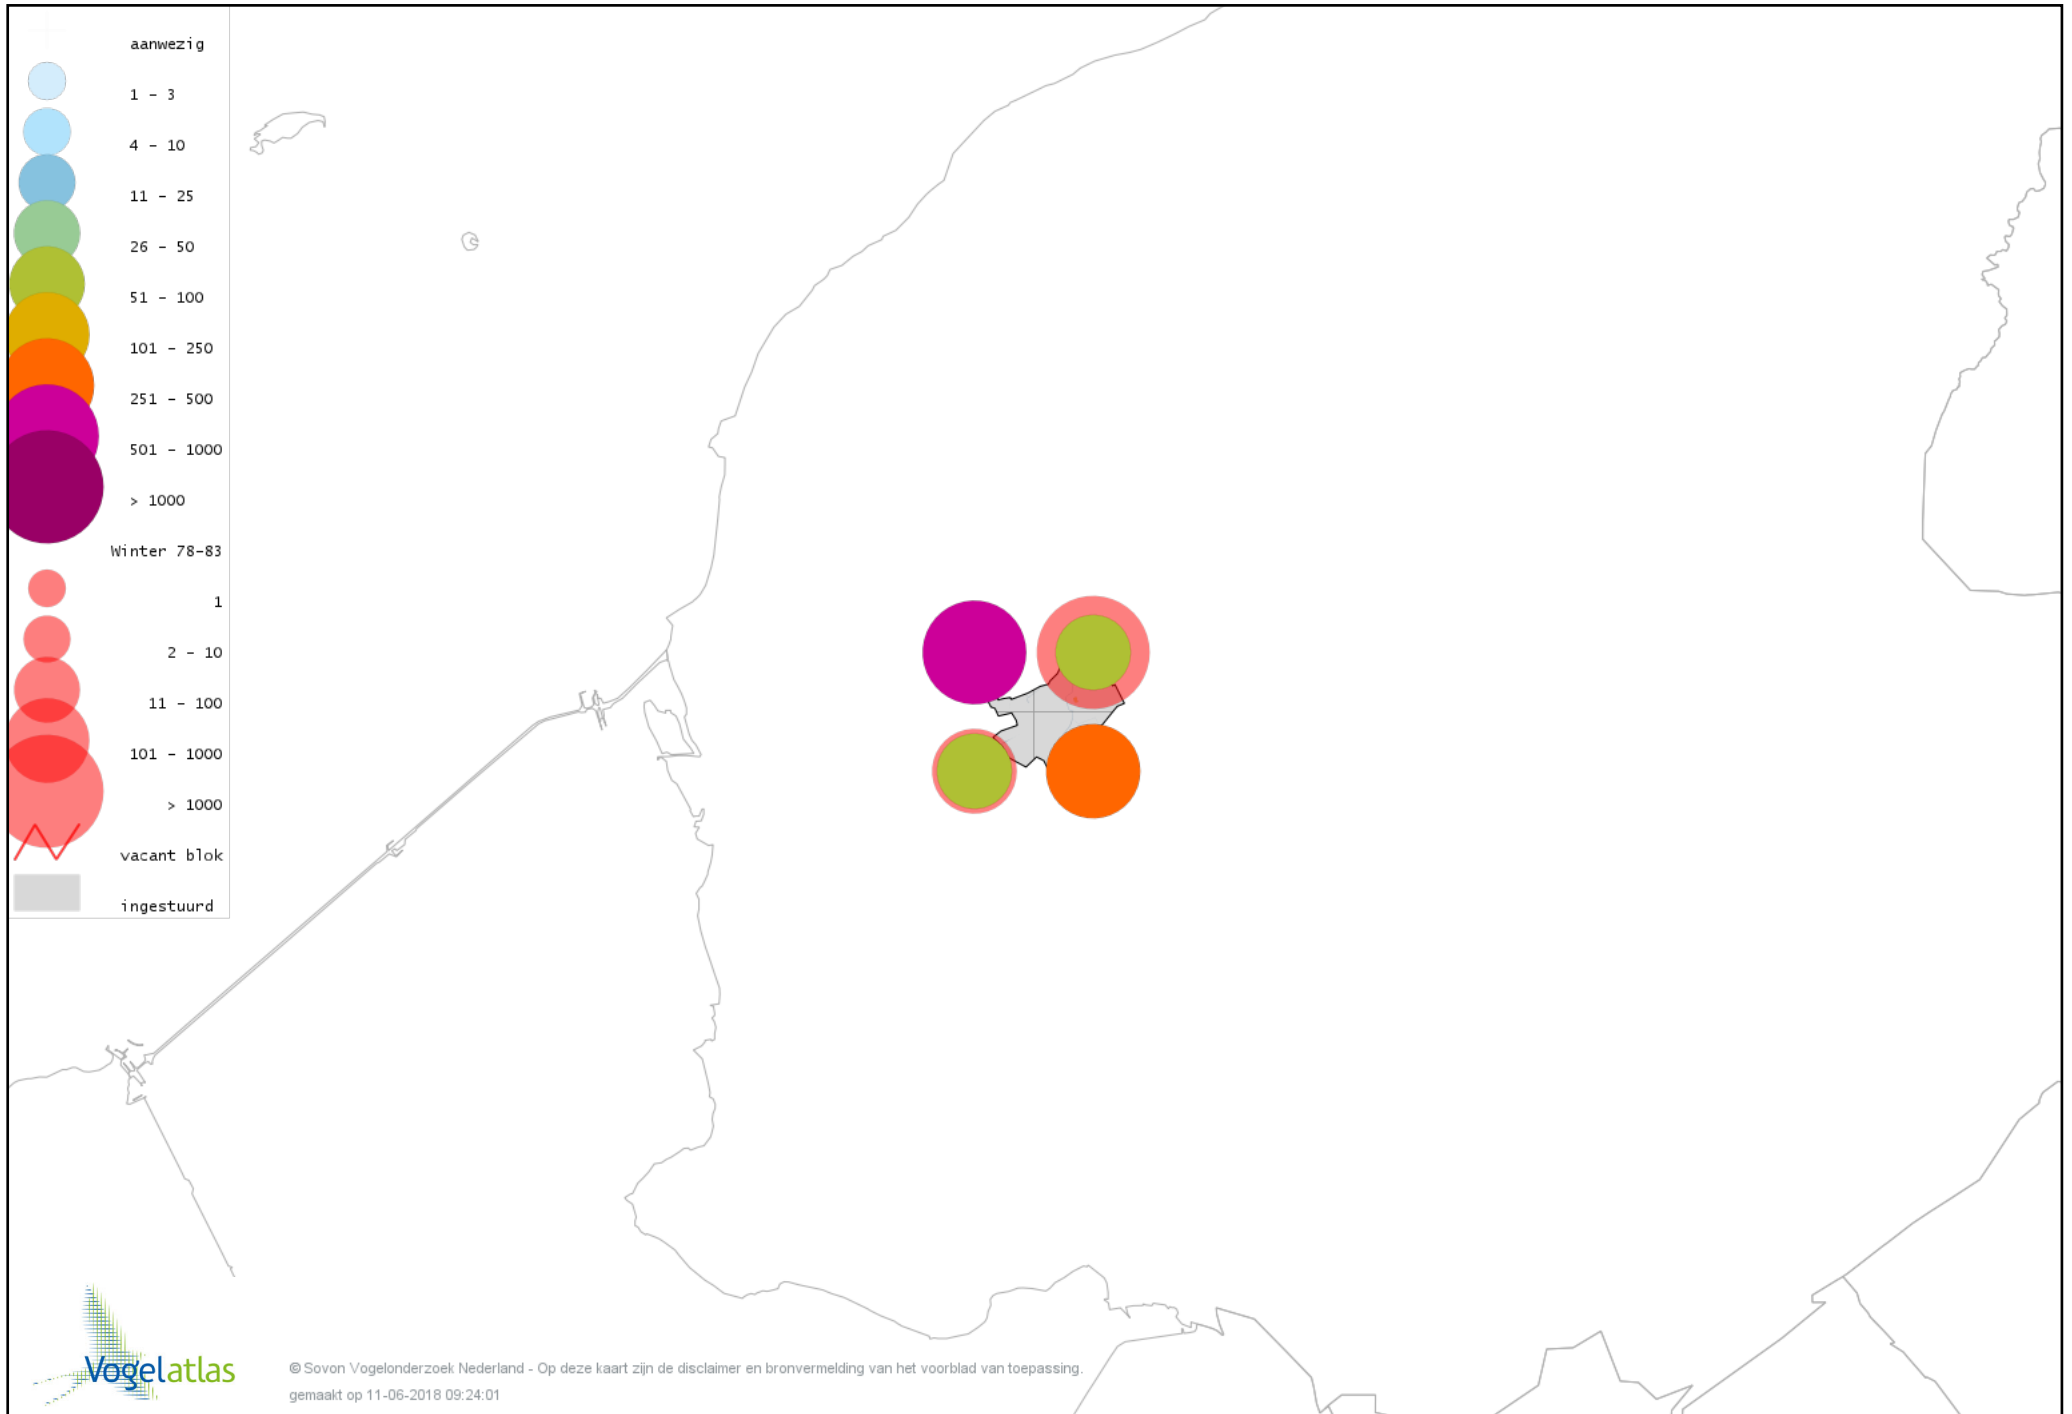 aanwezig
1 - 3
4 - 10
11 - 25
26 - 50
51 - 100
101 - 250
251 - 500
501 - 1000
> 1000
Winter 78-83
1
2 - 10
11 - 100
101 - 1000
> 1000
vacant blok
ingestuurd
Vogelatlas
© Sovon Vogelonderzoek Nederland - Op deze kaart zijn de disclaimer en bronvermelding van het voorblad van toepassing.
gemaakt op 11-06-2018 09:24:01